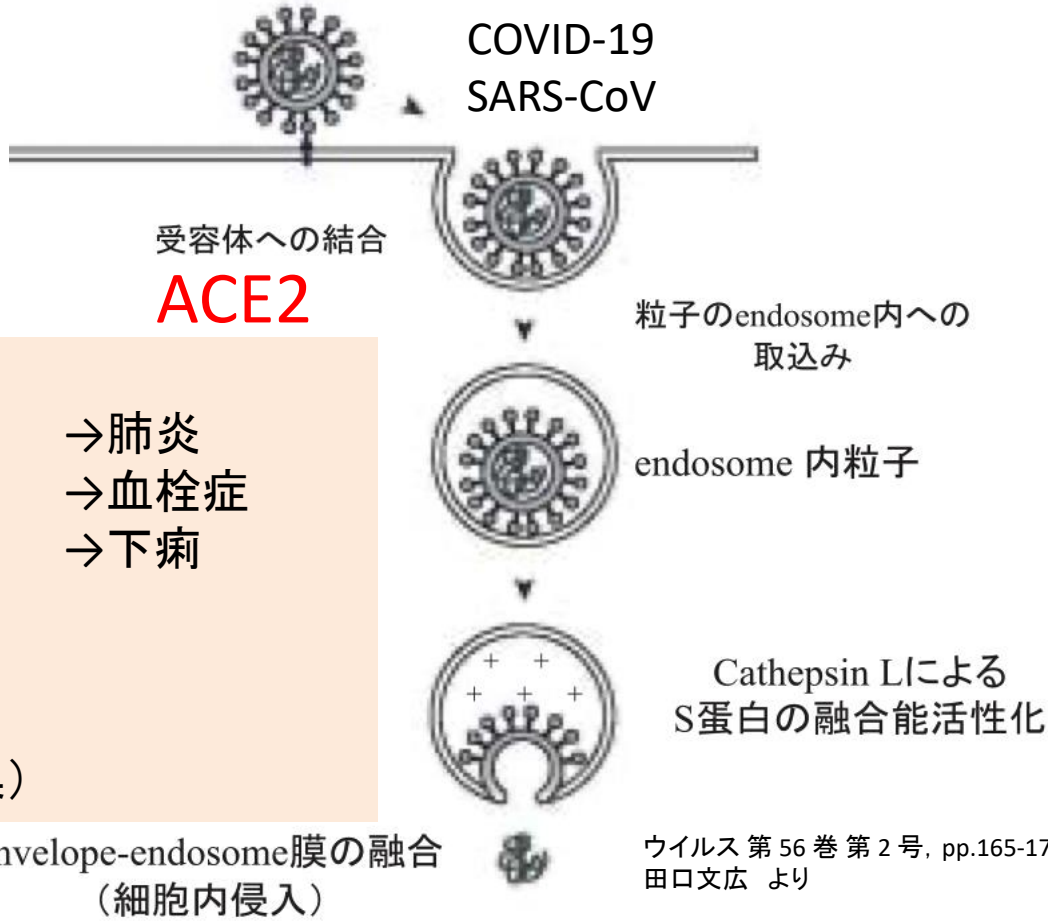 COVID-19
SARS-CoV
受容体への結合
ACE2
粒子のendosome内への
取込み
→肺炎
→血栓症
→下痢
endosome 内粒子
Cathepsin Lによる
S蛋白の融合能活性化
)
nvelope-endosome膜の融合
(細胞内侵入)
ウイルス 第 56 巻 第 2 号, pp.165-17
田口文広 より